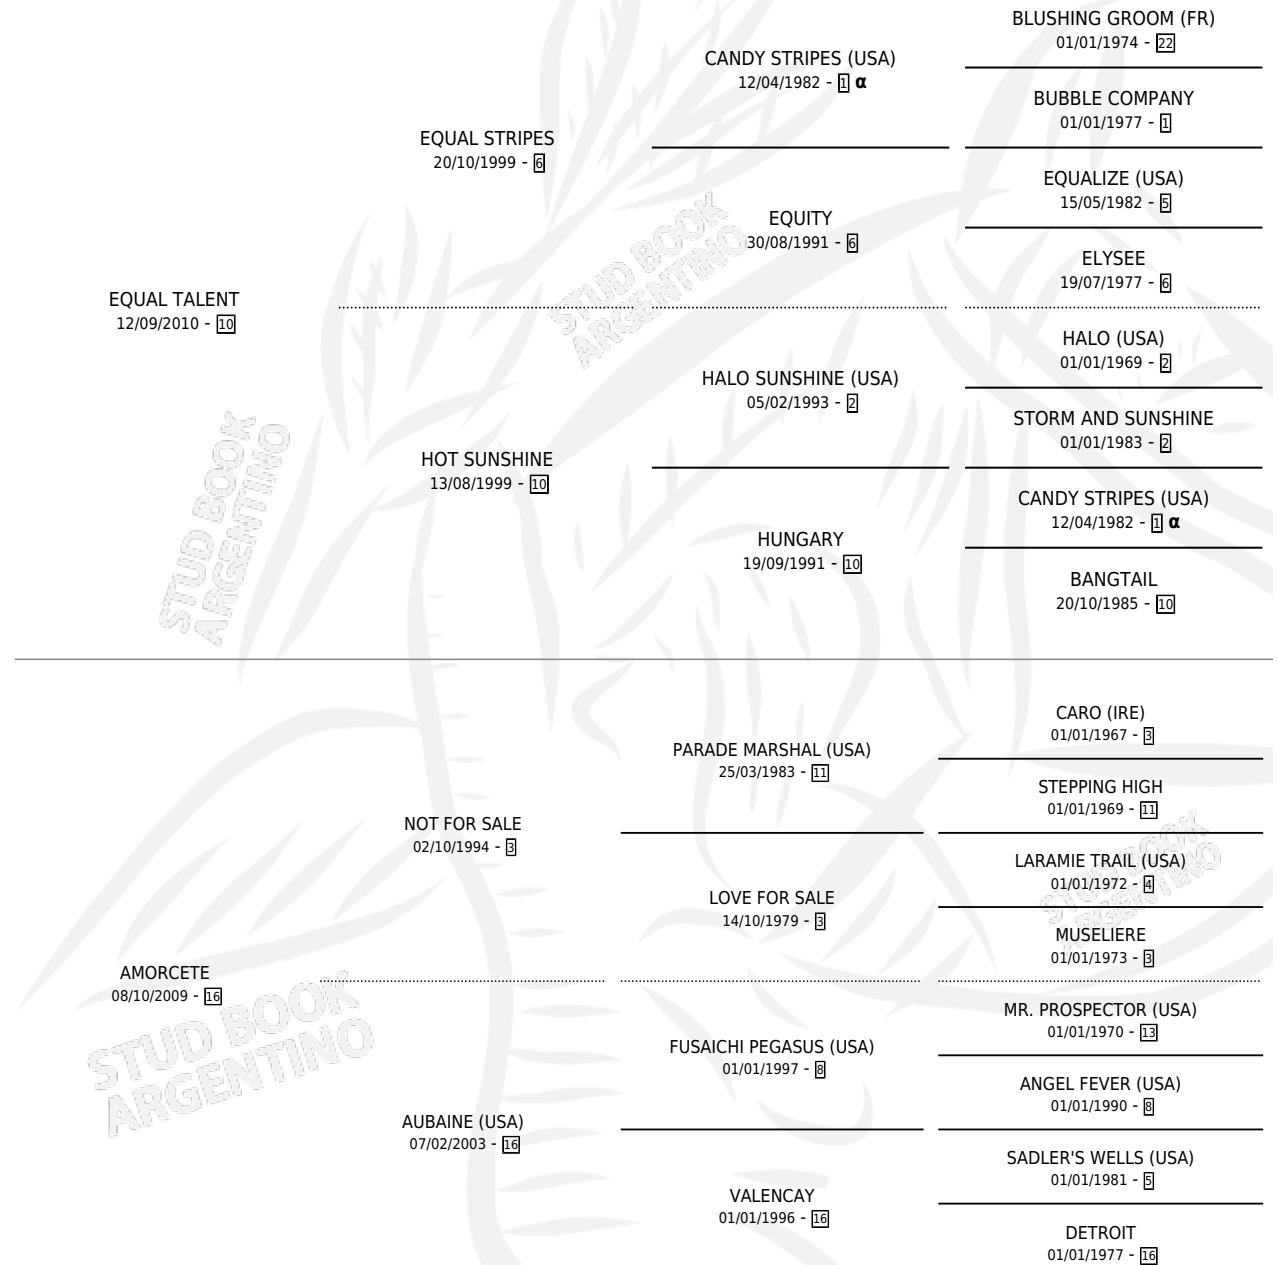 BLUSHING GROOM (FR)
01/01/1974 - 22
CANDY STRIPES (USA)
12/04/1982 - 1 α
BUBBLE COMPANY
01/01/1977 - 1
EQUAL STRIPES
20/10/1999 - 6
EQUALIZE (USA)
15/05/1982 - 5
EQUITY
30/08/1991 - 6
ELYSEE
19/07/1977 - 6
EQUAL TALENT
12/09/2010 - 10
HALO (USA)
01/01/1969 - 2
HALO SUNSHINE (USA)
05/02/1993 - 2
STORM AND SUNSHINE
01/01/1983 - 2
HOT SUNSHINE
13/08/1999 - 10
CANDY STRIPES (USA)
12/04/1982 - 1 α
HUNGARY
19/09/1991 - 10
BANGTAIL
20/10/1985 - 10
CARO (IRE)
01/01/1967 - 3
PARADE MARSHAL (USA)
25/03/1983 - 11
STEPPING HIGH
01/01/1969 - 11
NOT FOR SALE
02/10/1994 - 3
LARAMIE TRAIL (USA)
01/01/1972 - 4
LOVE FOR SALE
14/10/1979 - 3
MUSELIERE
01/01/1973 - 3
AMORCETE
08/10/2009 - 16
MR. PROSPECTOR (USA)
01/01/1970 - 13
FUSAICHI PEGASUS (USA)
01/01/1997 - 8
ANGEL FEVER (USA)
01/01/1990 - 8
AUBAINE (USA)
07/02/2003 - 16
SADLER'S WELLS (USA)
01/01/1981 - 5
VALENCAY
01/01/1996 - 16
DETROIT
01/01/1977 - 16
STUD BOOK
ARGENTINO
STUD BOOK
ARGENTINO
STUD BOOK
ARGENTINO
STUD BOOK
ARGENTINO